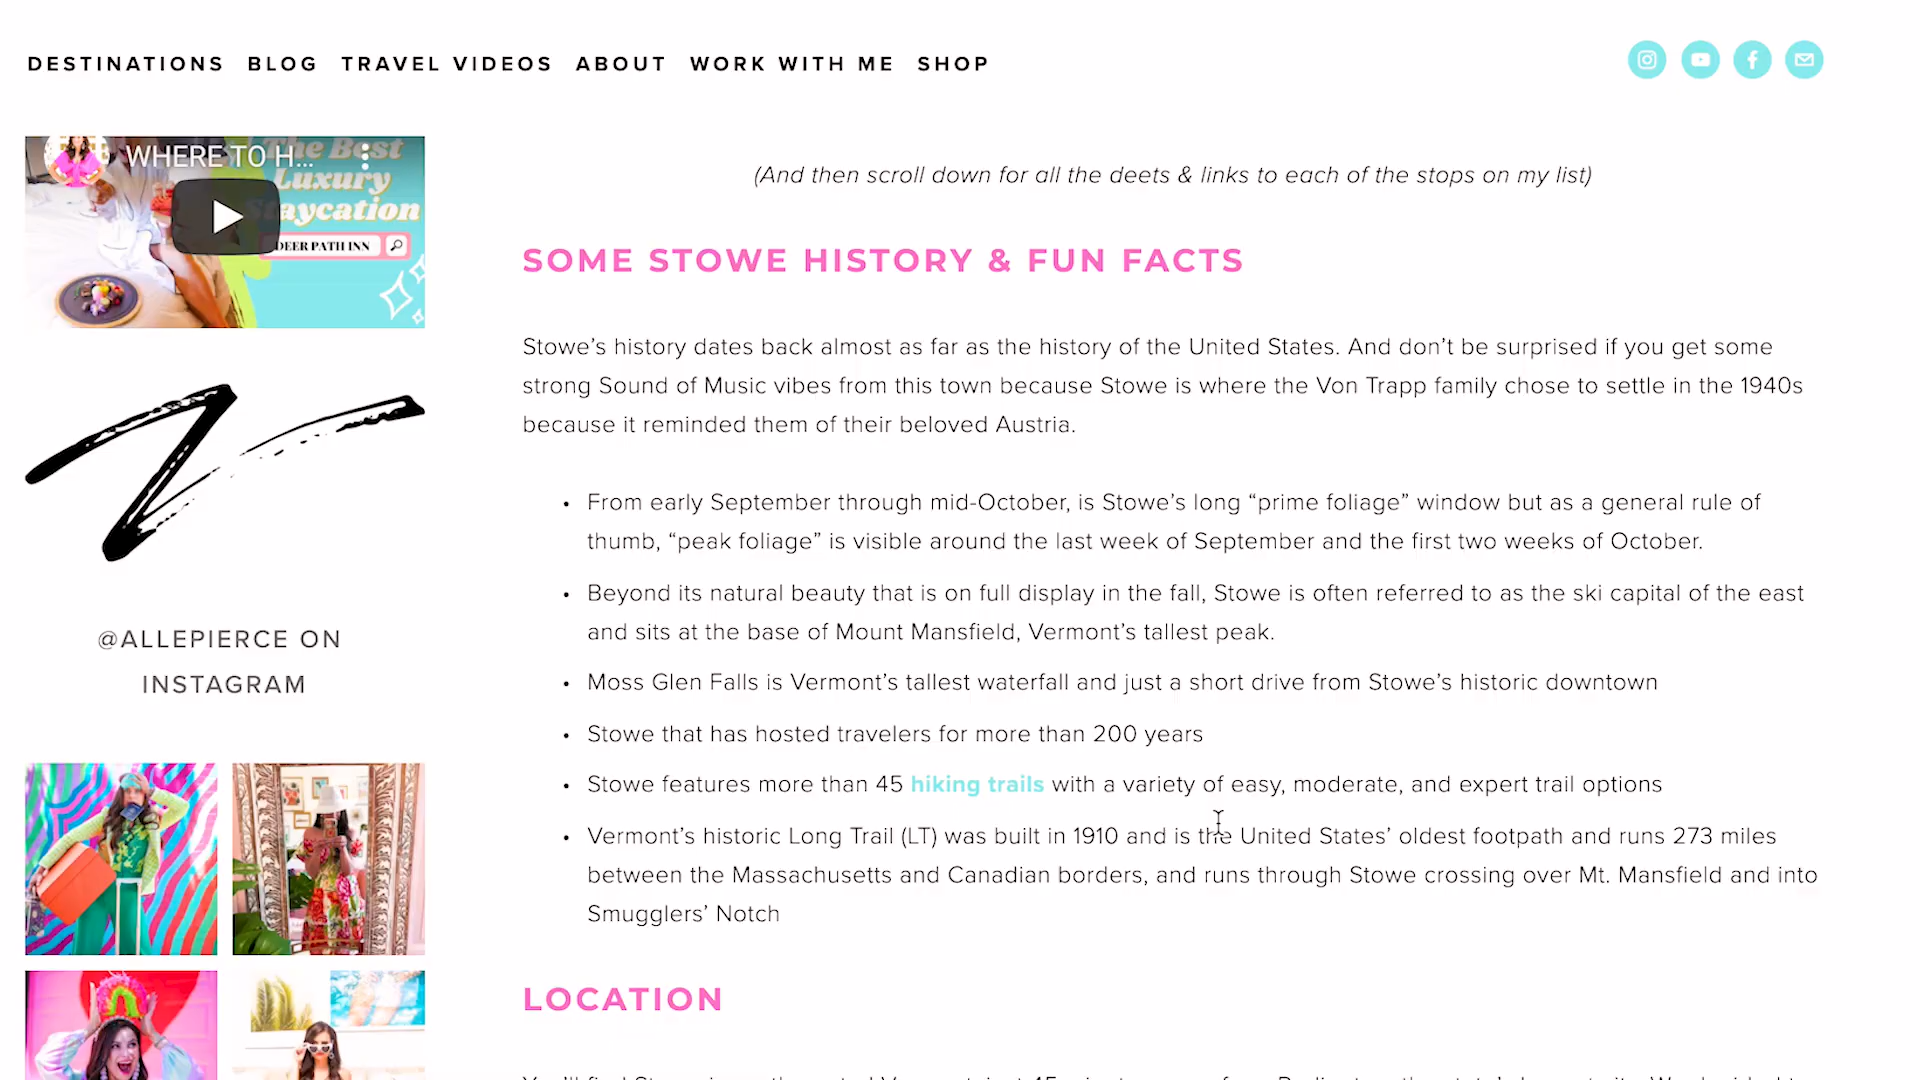 DESTINATIONS BLOG TRAVEL VIDEOS ABOUT WORK WITH ME SHOP
WHERE TO H...
The Best
Luxury
Staycation
DEER PATH INN
@ALLEPIERCE ON
INSTAGRAM
(And then scroll down for all the deets & links to each of the stops on my list)
SOME STOWE HISTORY & FUN FACTS
Stowe’s history dates back almost as far as the history of the United States. And don’t be surprised if you get some
strong Sound of Music vibes from this town because Stowe is where the Von Trapp family chose to settle in the 1940s
because it reminded them of their beloved Austria.
• From early September through mid-October, is Stowe’s long “prime foliage” window but as a general rule of
thumb, “peak foliage” is visible around the last week of September and the first two weeks of October.
• Beyond its natural beauty that is on full display in the fall, Stowe is often referred to as the ski capital of the east
and sits at the base of Mount Mansfield, Vermont’s tallest peak.
• Moss Glen Falls is Vermont’s tallest waterfall and just a short drive from Stowe’s historic downtown
• Stowe that has hosted travelers for more than 200 years
• Stowe features more than 45 hiking trails with a variety of easy, moderate, and expert trail options
• Vermont’s historic Long Trail (LT) was built in 1910 and is the United States’ oldest footpath and runs 273 miles
between the Massachusetts and Canadian borders, and runs through Stowe crossing over Mt. Mansfield and into
Smugglers’ Notch
LOCATION